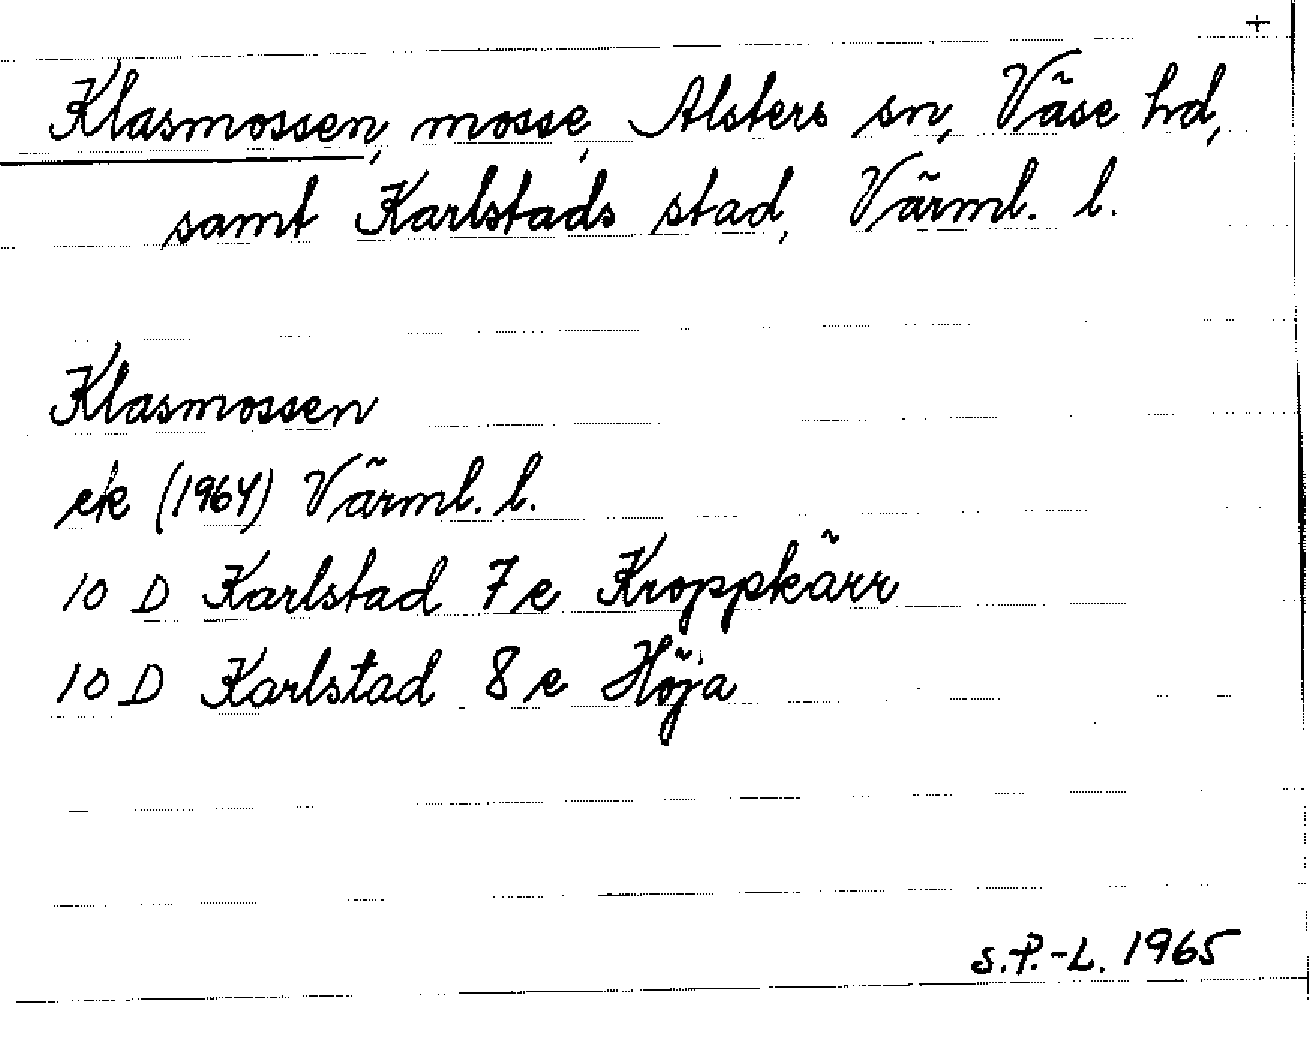 +
Klasmossen, mosse, Alsters sn, Väse hd,
samt Karlstads stad, Värml. l.
Klasmossen
ek (1964) Värml. l.
10 D Karlstad 7 e Kroppkärr
10 D Karlstad 8 e Höja
S.P.-L. 1965